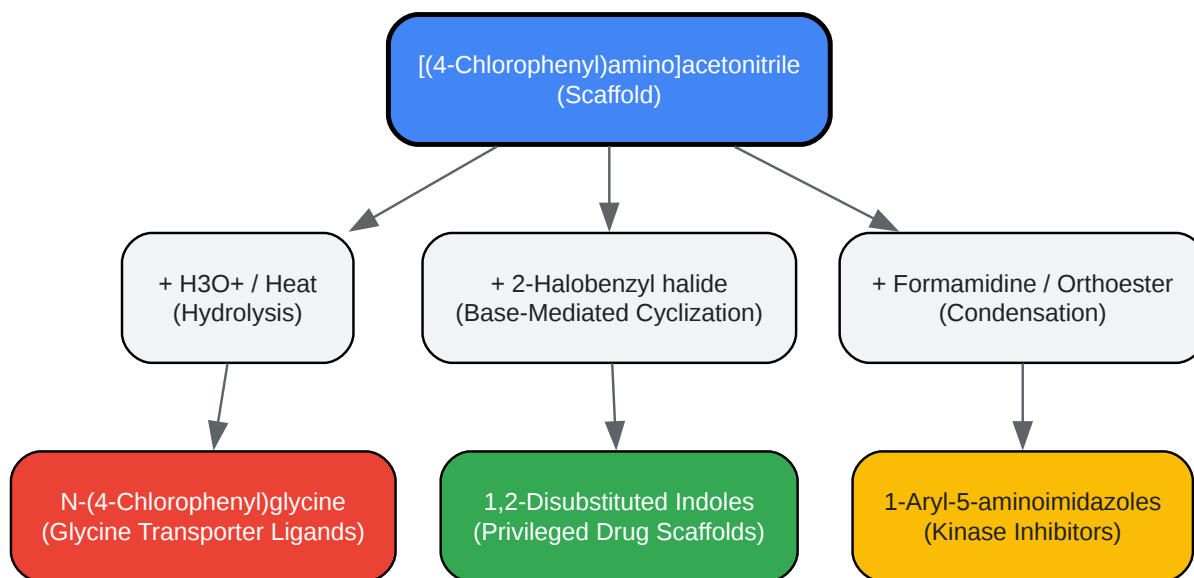 [(4-Chlorophenyl)amino]acetonitrile
(Scaffold)
+ H3O+ / Heat
(Hydrolysis)
+ 2-Halobenzyl halide
(Base-Mediated Cyclization)
+ Formamidine / Orthoester
(Condensation)
N-(4-Chlorophenyl)glycine
(Glycine Transporter Ligands)
1,2-Disubstituted Indoles
(Privileged Drug Scaffolds)
1-Aryl-5-aminoimidazoles
(Kinase Inhibitors)